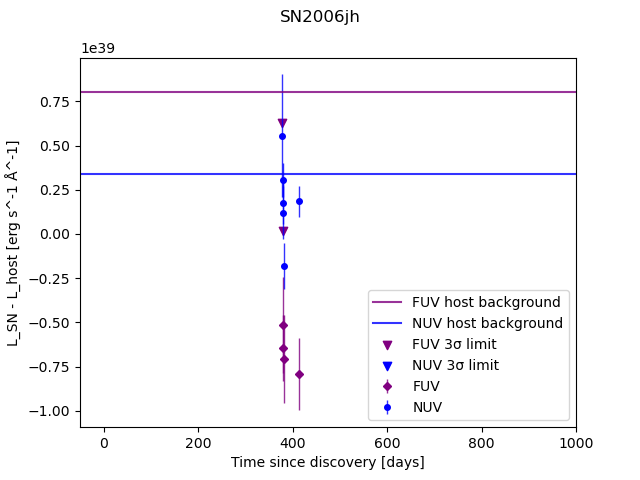 SN2006jh
1e39
L_SN - L_host [erg s^-1 Å^-1]
0.75
0.50
0.25
0.00
−0.25
−0.50
−0.75
−1.00
FUV host background
NUV host background
FUV 3σ limit
NUV 3σ limit
FUV
NUV
0 200 400 600 800 1000
Time since discovery [days]